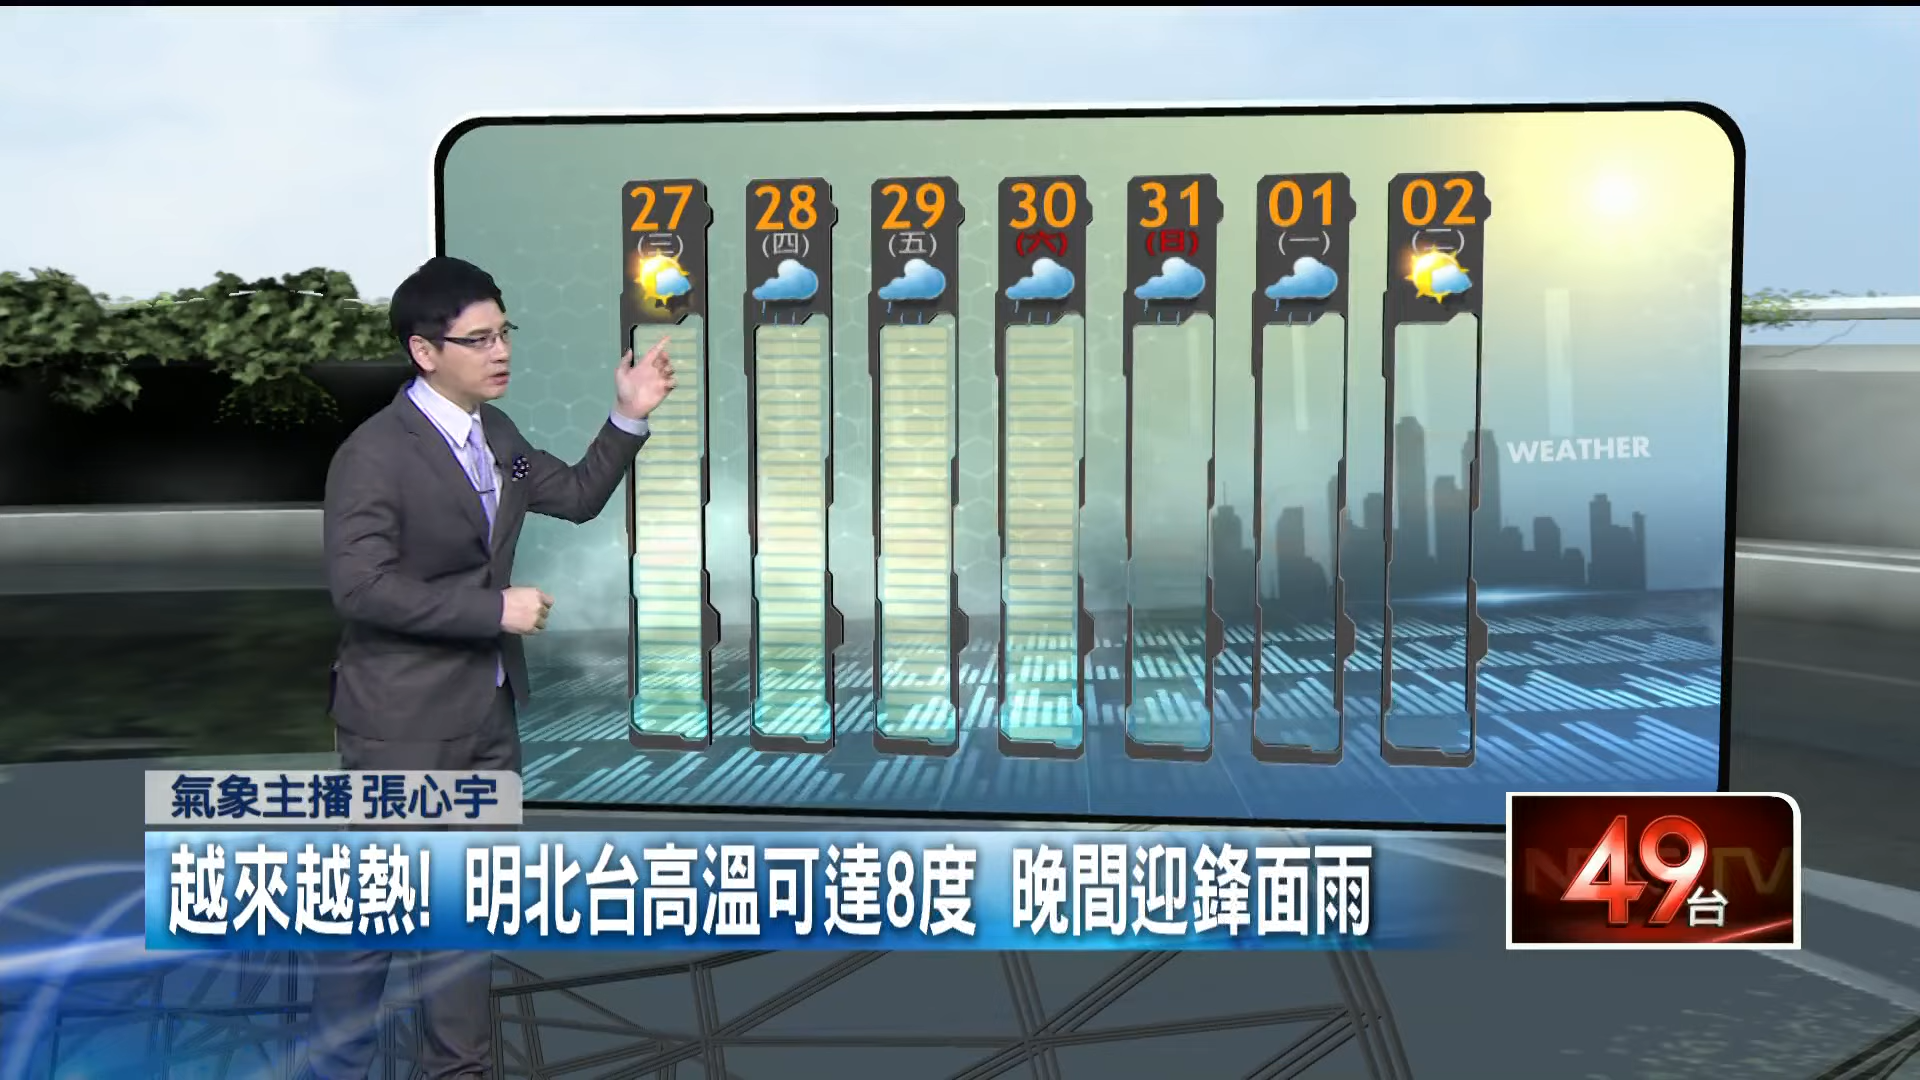 27 28 29 30 31 01 02
(三) (四) (五) (六) (日) (一) (二)
WEATHER
氣象主播 張心宇
越來越熱! 明北台高溫可達8度 晚間迎鋒面雨
49台